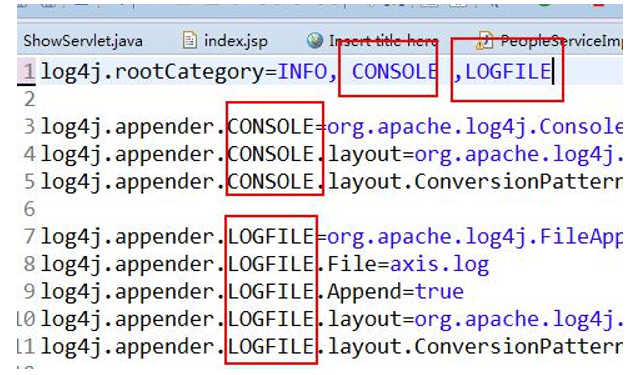 ShowServlet.java index.jsp Insert title here PeopleServiceImp
1 log4j.rootCategory=INFO, CONSOLE ,LOGFILE
2
3 log4j.appender.CONSOLE=org.apache.log4j.Console
4 log4j.appender.CONSOLE.layout=org.apache.log4j.
5 log4j.appender.CONSOLE.layout.ConversionPattern
6
7 log4j.appender.LOGFILE=org.apache.log4j.FileApp
8 log4j.appender.LOGFILE.File=axis.log
9 log4j.appender.LOGFILE.Append=true
10 log4j.appender.LOGFILE.layout=org.apache.log4j.
11 log4j.appender.LOGFILE.layout.ConversionPattern